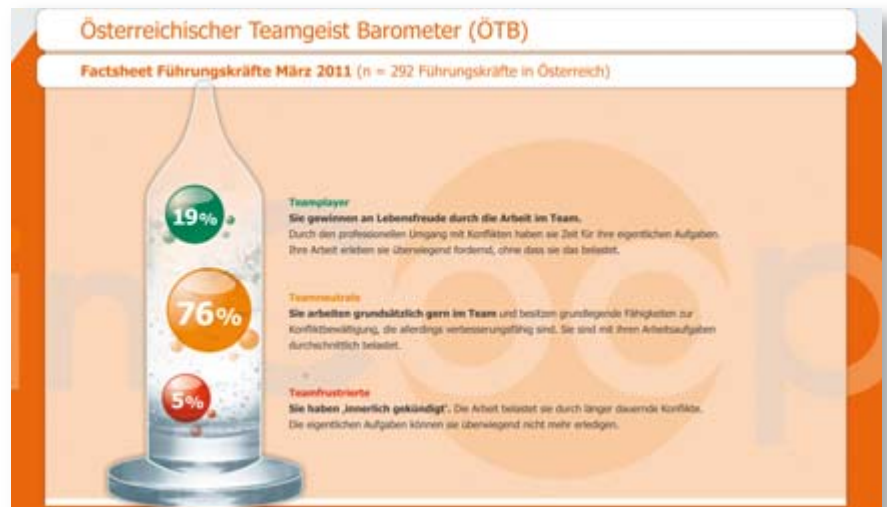 Österreichischer Teamgeist Barometer (ÖTB)
Factsheet Führungskräfte März 2011 (n = 292 Führungskräfte in Österreich)
19%
Teamplayer
Sie gewinnen an Lebensfreude durch die Arbeit im Team.
Durch den professionellen Umgang mit Konflikten haben sie Zeit für ihre eigentlichen Aufgaben.
Ihre Arbeit erleben sie überwiegend fordernd, ohne dass sie das belastet.
76%
Teamneutrale
Sie arbeiten grundsätzlich gern im Team und besitzen grundlegende Fähigkeiten zur
Konfliktbewältigung, die allerdings verbesserungsfähig sind. Sie sind mit ihren Arbeitsaufgaben
durchschnittlich belastet.
5%
Teamfrustrierte
Sie haben ‚innerlich gekündigt'. Die Arbeit belastet sie durch länger dauernde Konflikte.
Die eigentlichen Aufgaben können sie überwiegend nicht mehr erledigen.